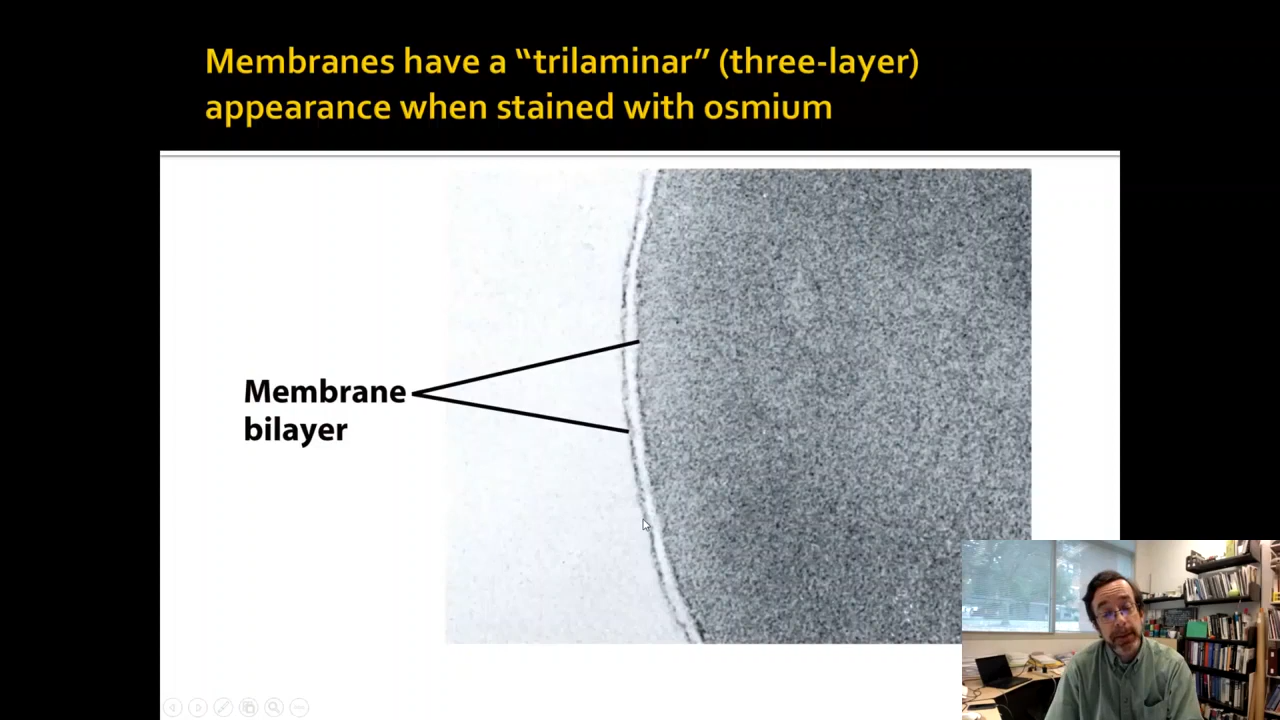 Membranes have a “trilaminar” (three-layer)
appearance when stained with osmium
Membrane
bilayer